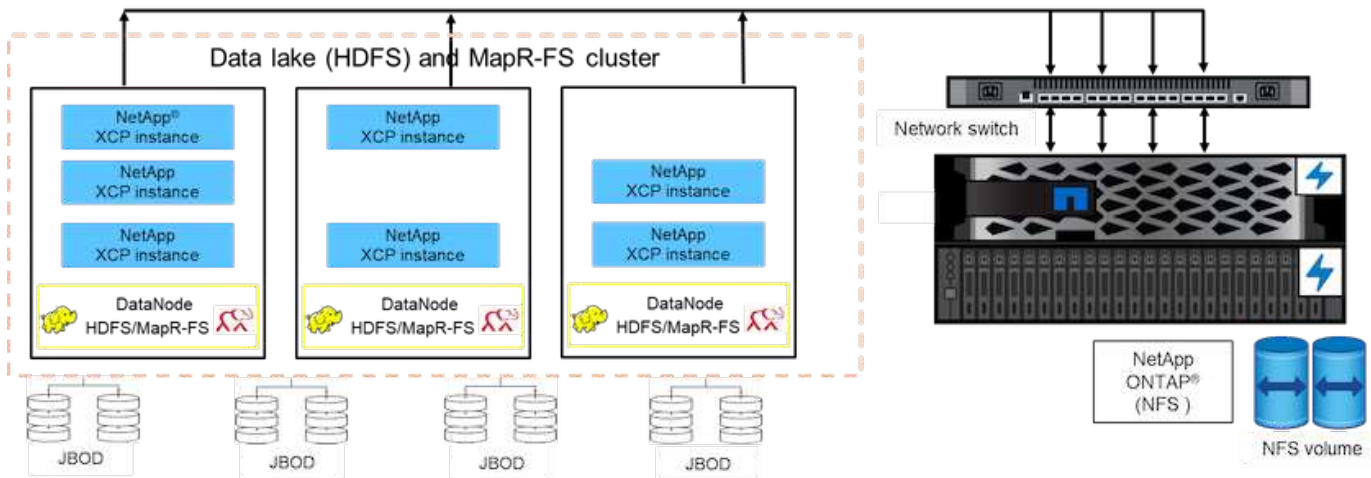 Data lake (HDFS) and MapR-FS cluster
NetApp®
XCP instance
NetApp
XCP instance
NetApp
XCP instance
DataNode
HDFS/MapR-FS
NetApp
XCP instance
NetApp
XCP instance
DataNode
HDFS/MapR-FS
NetApp
XCP instance
NetApp
XCP instance
DataNode
HDFS/MapR-FS
JBOD
JBOD
JBOD
JBOD
Network switch
NetApp
ONTAP®
(NFS )
NFS volume